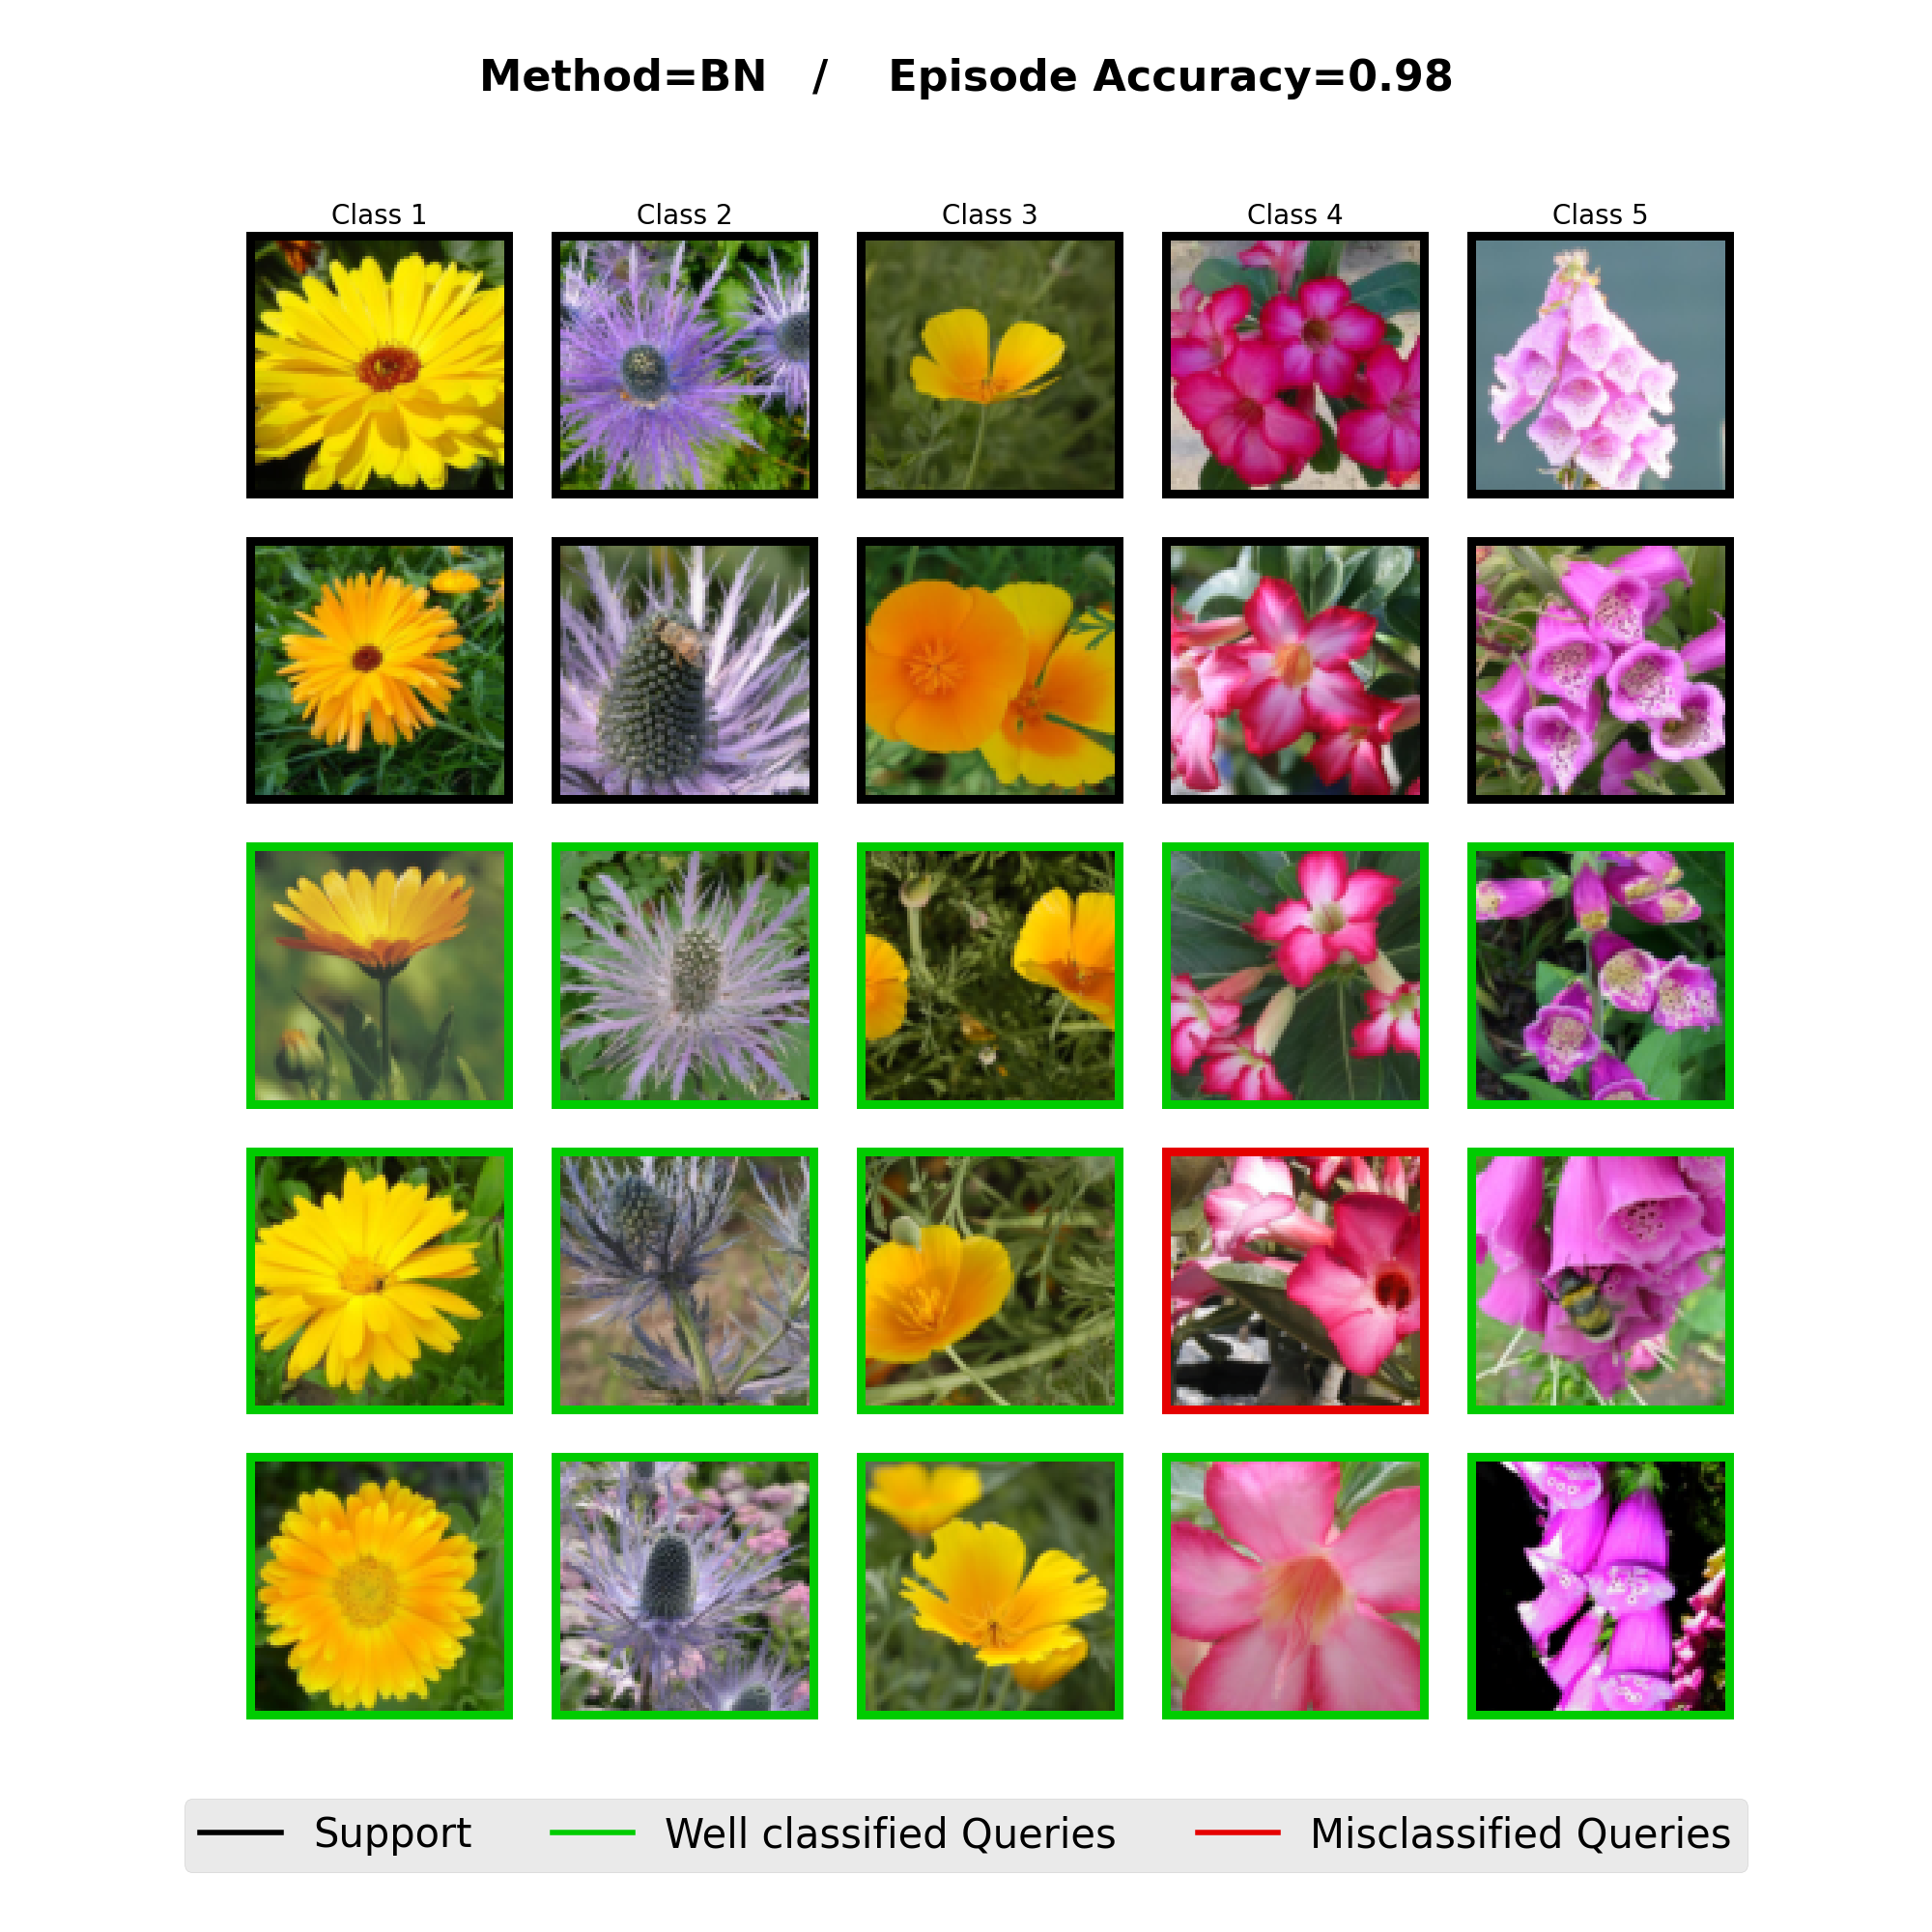 Method=BN / Episode Accuracy=0.98
Class 1 Class 2 Class 3 Class 4 Class 5
Support Well classified Queries Misclassified Queries